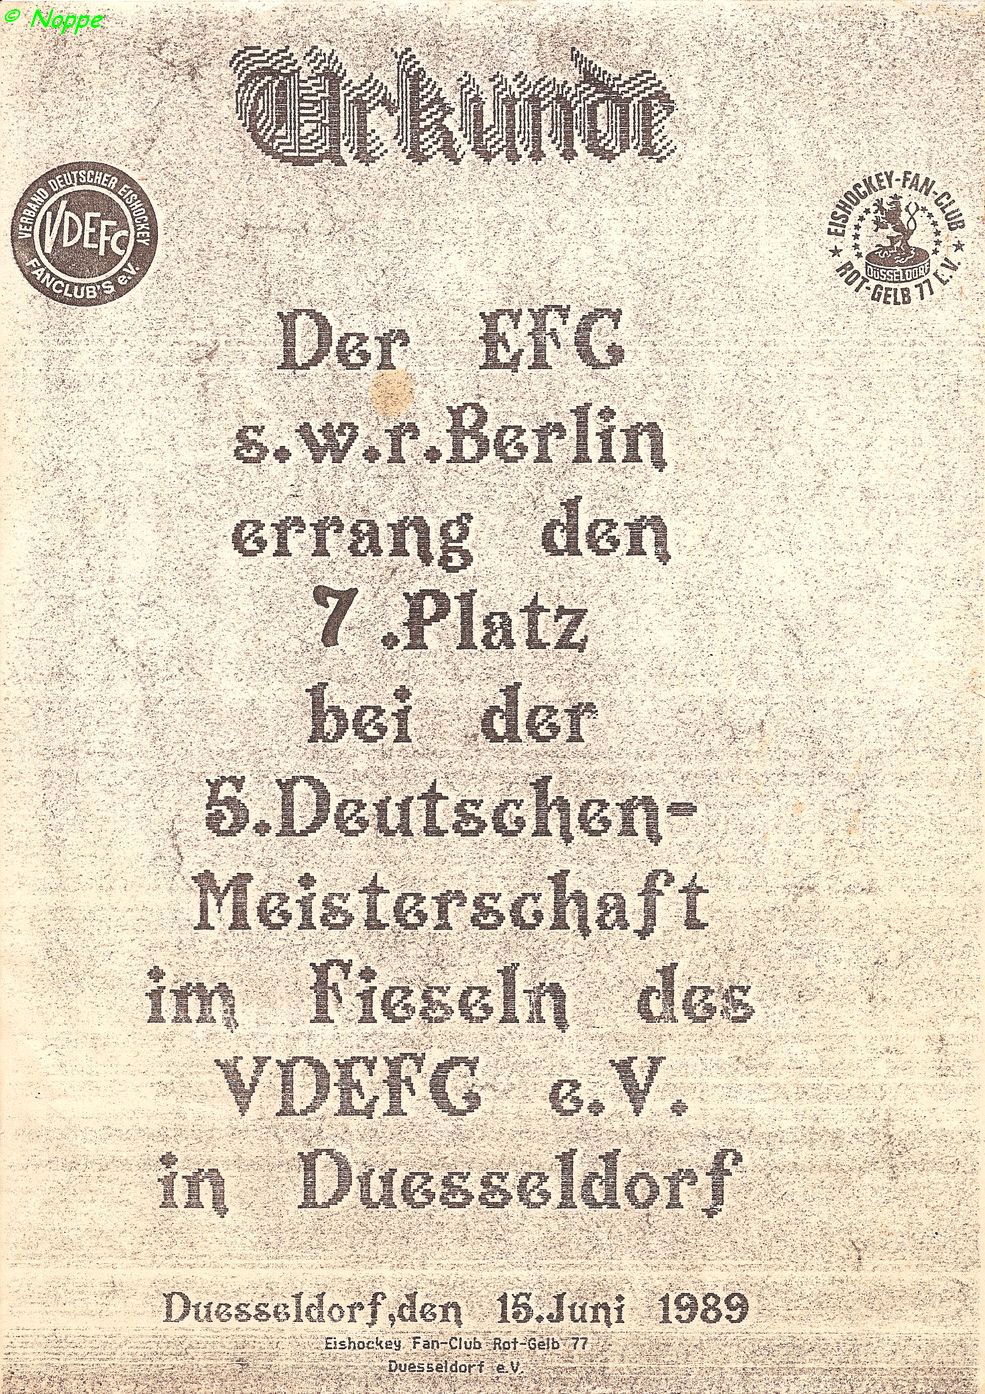 © Noppe
Urkunde
VERBAND DEUTSCHER EISHOCKEY
VDEFC
FANCLUB'S e.V.
EISHOCKEY-FAN-CLUB
DÜSSELDORF
ROT-GELB 77 E.V.
Der EFC
s.w.r.Berlin
errang den
7.Platz
bei der
5.Deutschen-
Meisterschaft
im Fieseln des
VDEFC e.V.
in Duesseldorf
Duesseldorf,den 15.Juni 1989
Eishockey Fan-Club Rot-Gelb 77
Duesseldorf e.V.